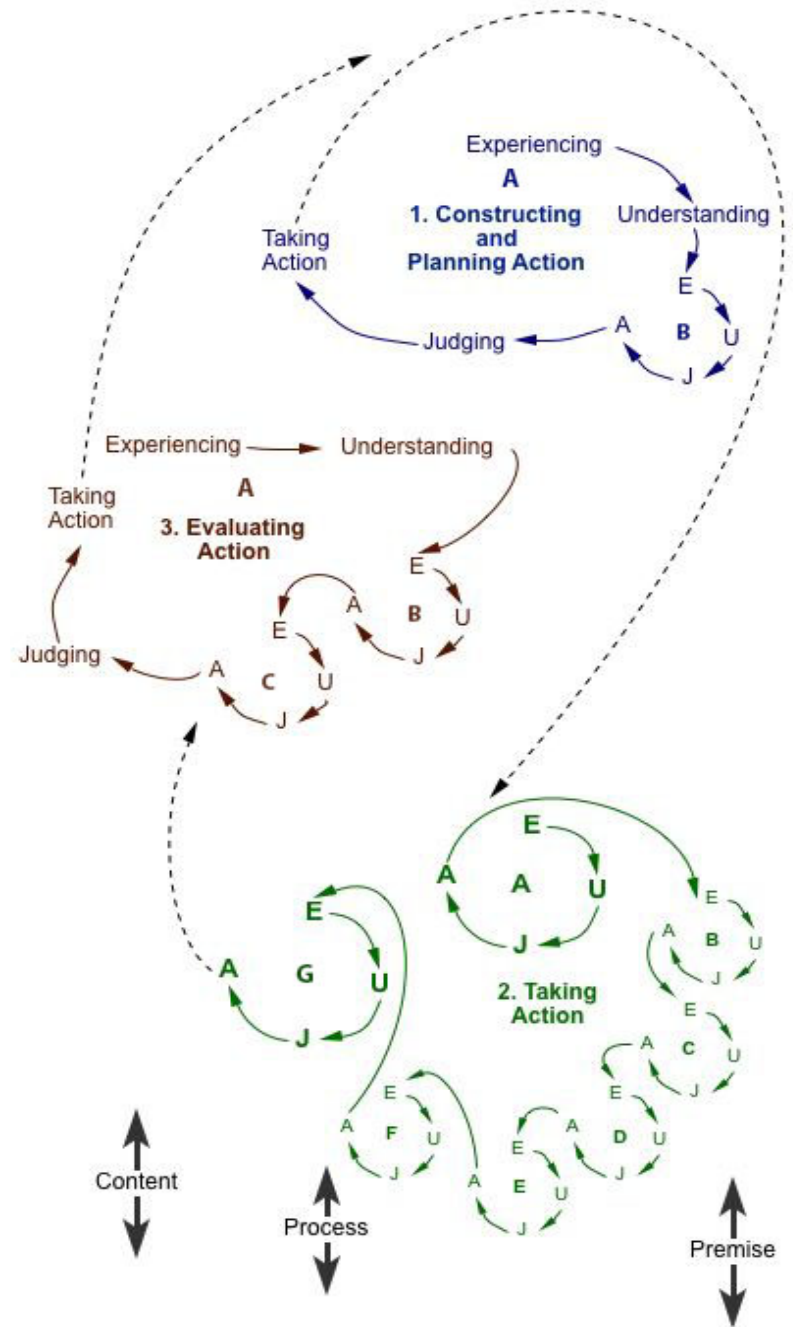 Experiencing
A
1. Constructing
and
Planning Action
Understanding
Taking
Action
E
U
J
A
B
Judging
Experiencing
Understanding
A
3. Evaluating
Action
Taking
Action
E
U
J
A
B
E
U
J
A
C
Judging
E
U
J
A
A
2. Taking
Action
E
U
J
A
B
E
U
J
A
C
E
U
J
A
D
E
U
J
A
E
E
U
J
A
F
E
U
J
A
G
Content
Process
Premise